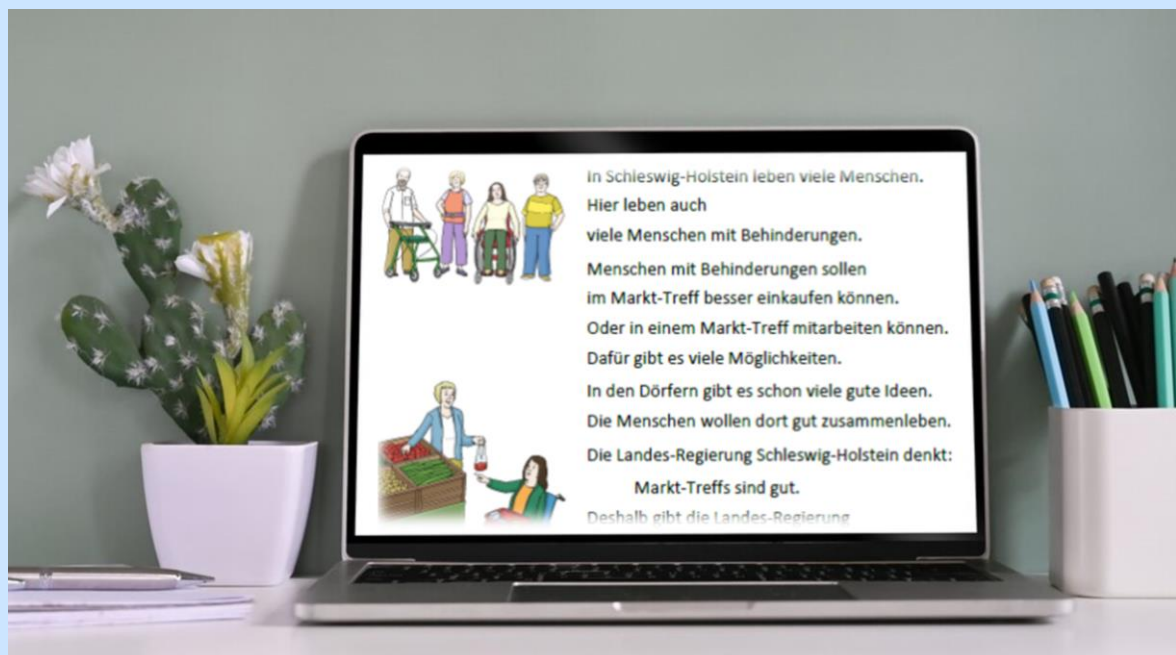 In Schleswig-Holstein leben viele Menschen.
Hier leben auch
viele Menschen mit Behinderungen.
Menschen mit Behinderungen sollen
im Markt-Treff besser einkaufen können.
Oder in einem Markt-Treff mitarbeiten können.
Dafür gibt es viele Möglichkeiten.
In den Dörfern gibt es schon viele gute Ideen.
Die Menschen wollen dort gut zusammenleben.
Die Landes-Regierung Schleswig-Holstein denkt:
Markt-Treffs sind gut.
Deshalb gibt die Landes-Regierung